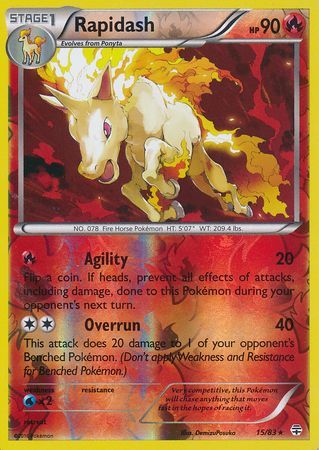 STAGE1
Rapidash
HP 90
Evolves from Ponyta
NO. 078 Fire Horse Pokémon HT: 5'07" WT: 209.4 lbs.
Agility 20
Flip a coin. If heads, prevent all effects of attacks,
including damage, done to this Pokémon during your
opponent's next turn.
Overrun 40
This attack does 20 damage to 1 of your opponent's
Benched Pokémon. (Don't apply Weakness and Resistance
for Benched Pokémon.)
weakness resistance
×2
retreat
Very competitive, this Pokémon
will chase anything that moves
fast in the hopes of racing it.
©2016 Pokémon
Illus. DemizuPosuka
15/83 ★